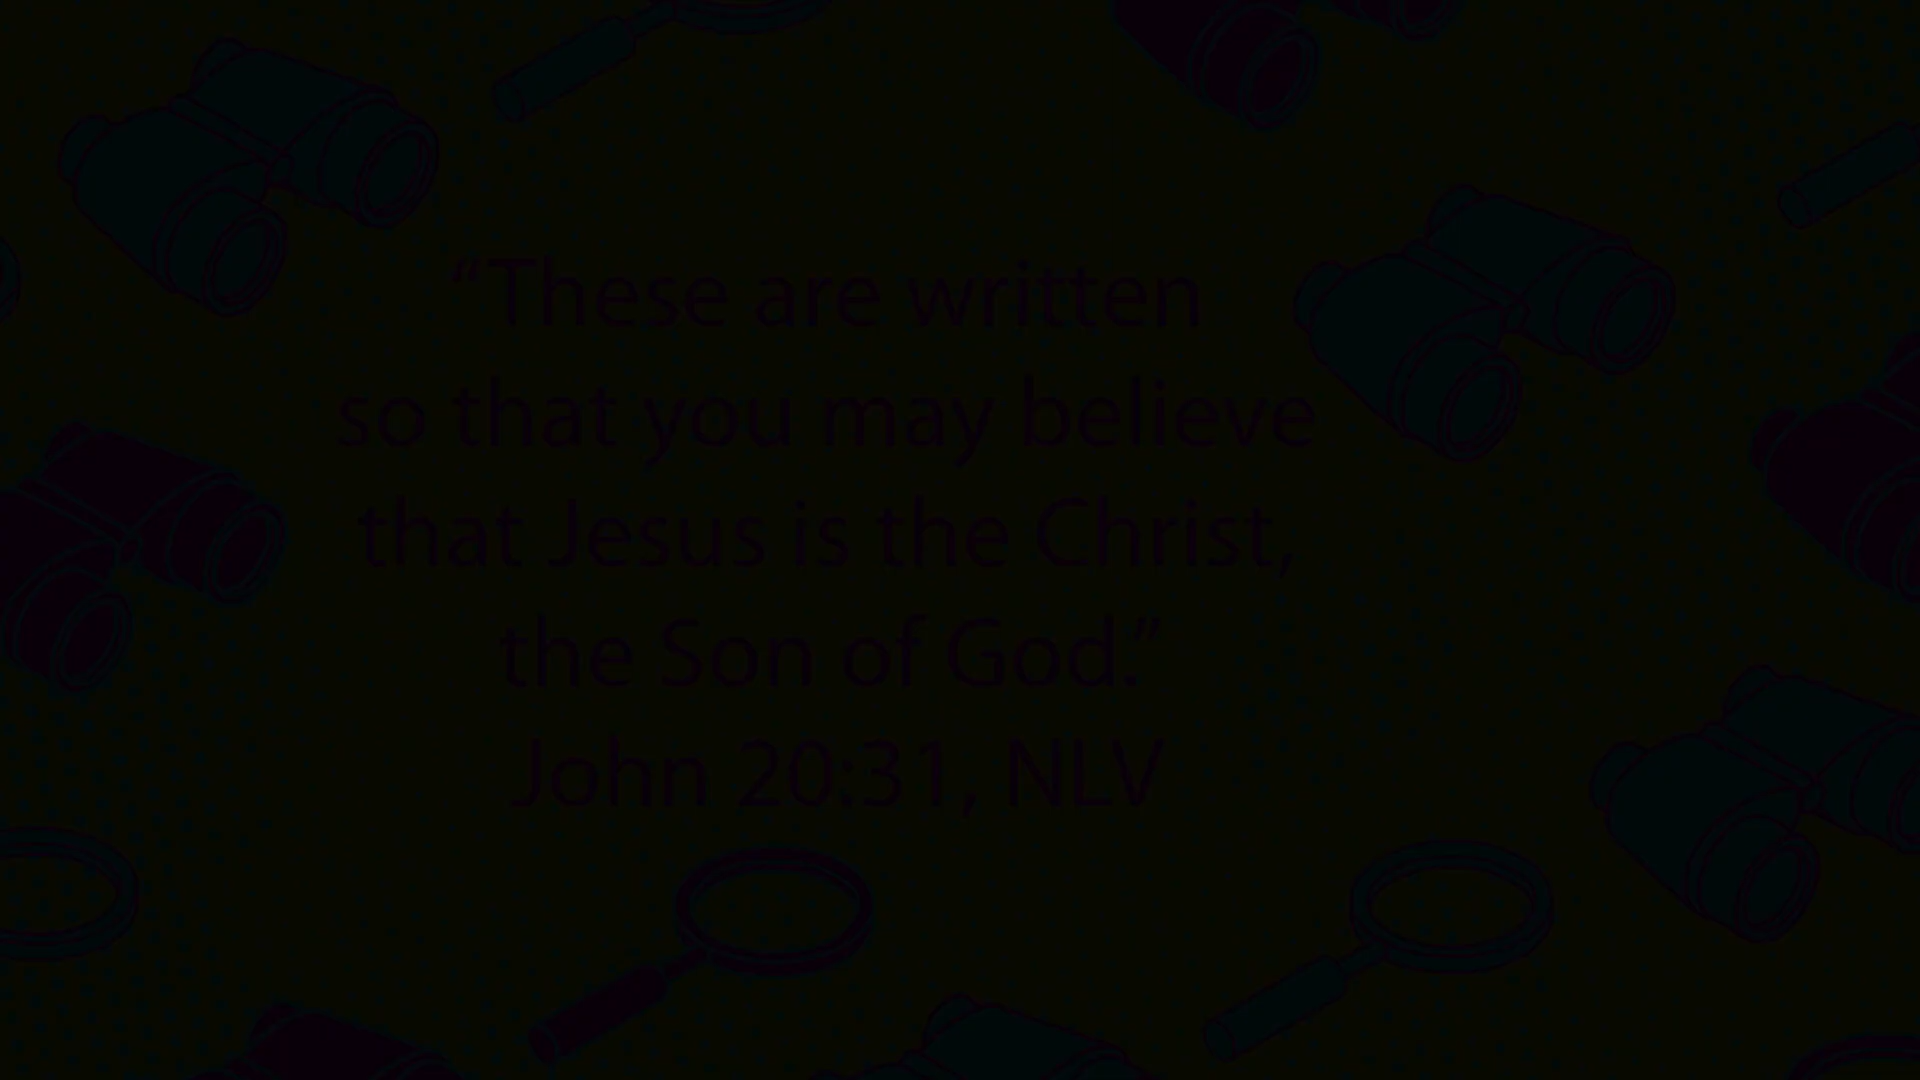 “These are written
so that you may believe
that Jesus is the Christ,
the Son of God.”
John 20:31, NLV